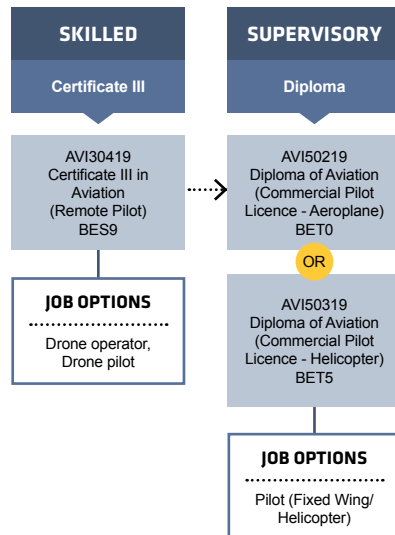 SKILLED
Certificate III
AVI30419
Certificate III in
Aviation
(Remote Pilot)
BES9
JOB OPTIONS
Drone operator,
Drone pilot
SUPERVISORY
Diploma
AVI50219
Diploma of Aviation
(Commercial Pilot
Licence - Aeroplane)
BET0
OR
AVI50319
Diploma of Aviation
(Commercial Pilot
Licence - Helicopter)
BET5
JOB OPTIONS
Pilot (Fixed Wing/
Helicopter)